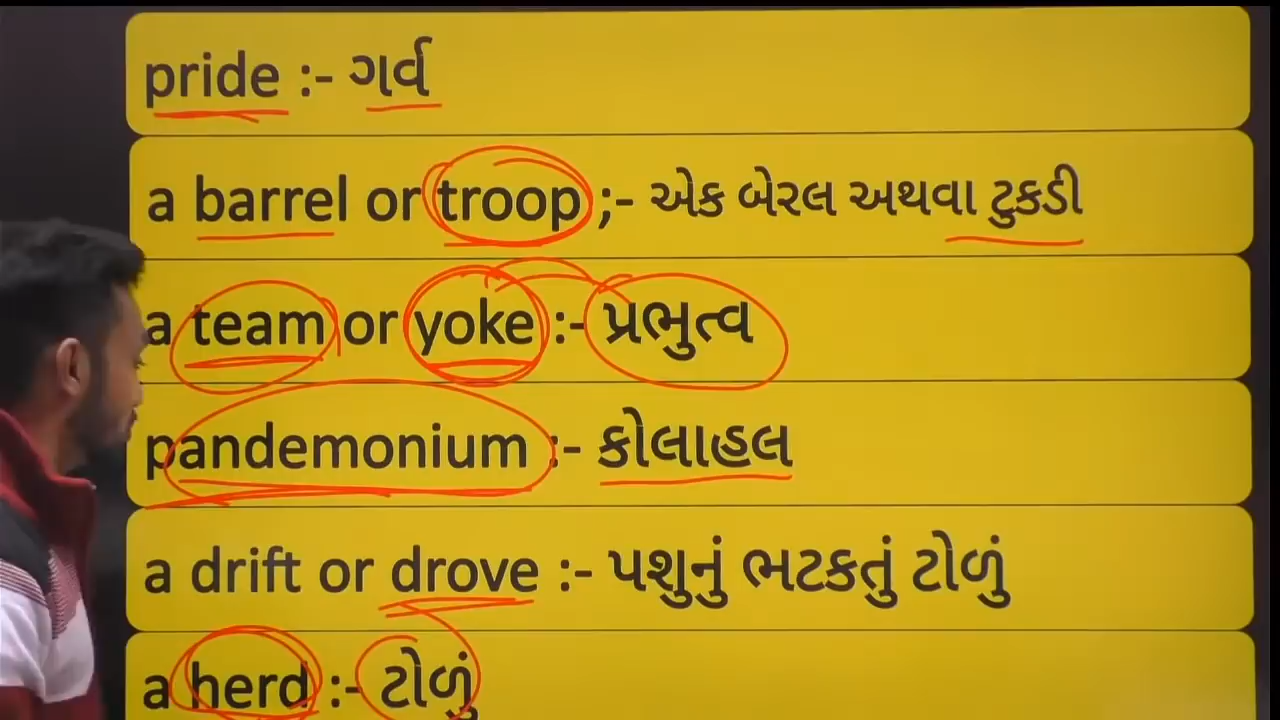 pride :- ગર્વ
a barrel or troop ;- એક બેરલ અથવા ટુકડી
a team or yoke :- પ્રભુત્વ
pandemonium :- કોલાહલ
a drift or drove :- પશુનું ભટકતું ટોળું
a herd :- ટોળું